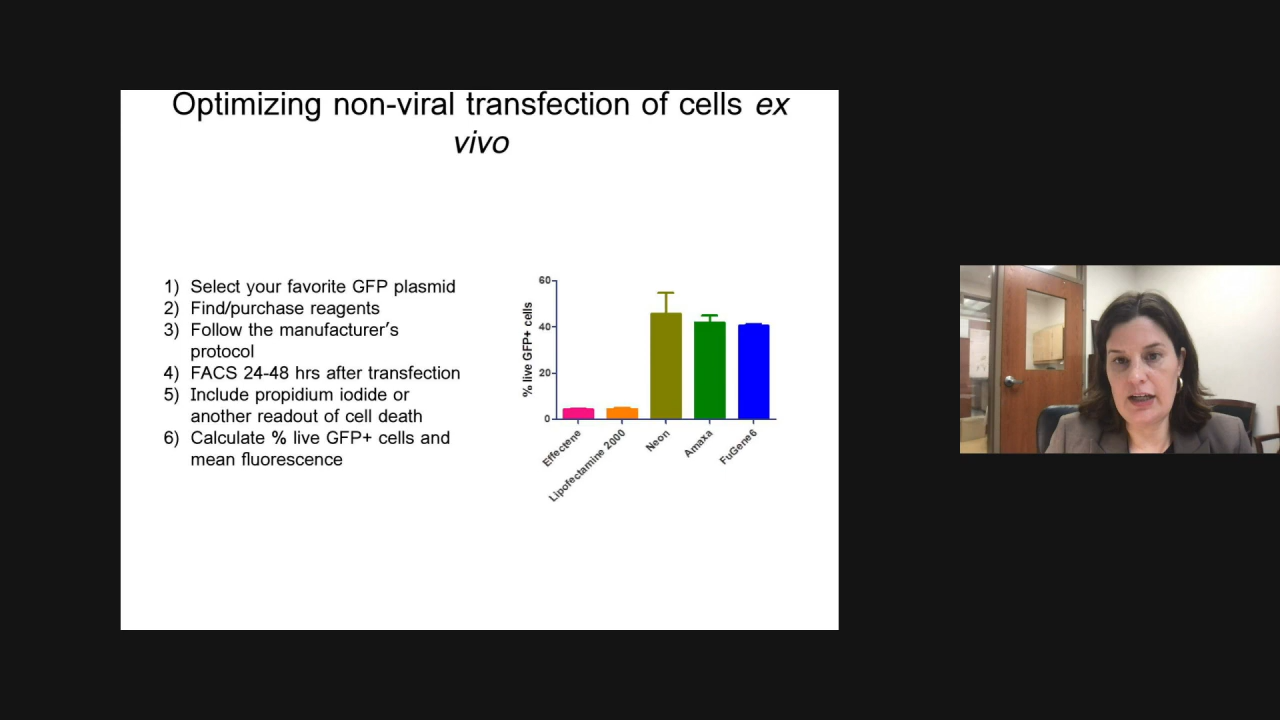 Optimizing non-viral transfection of cells ex
vivo
1) Select your favorite GFP plasmid
2) Find/purchase reagents
3) Follow the manufacturer's
protocol
4) FACS 24-48 hrs after transfection
5) Include propidium iodide or
another readout of cell death
6) Calculate % live GFP+ cells and
mean fluorescence
% live GFP+ cells
60
40
20
0
Effectene
Lipofectamine 2000
Neon
Amaxa
FuGene6